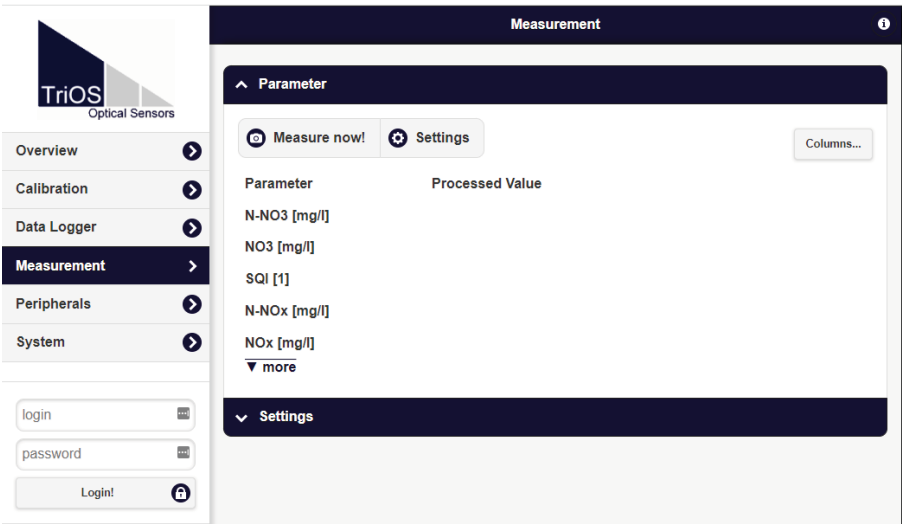 TriOS
Optical Sensors
Overview
Calibration
Data Logger
Measurement
Peripherals
System
login
password
Login!
Measurement
Parameter
Measure now! Settings
Columns...
Parameter Processed Value
N-NO3 [mg/l]
NO3 [mg/l]
SQI [1]
N-NOx [mg/l]
NOx [mg/l]
▼ more
Settings